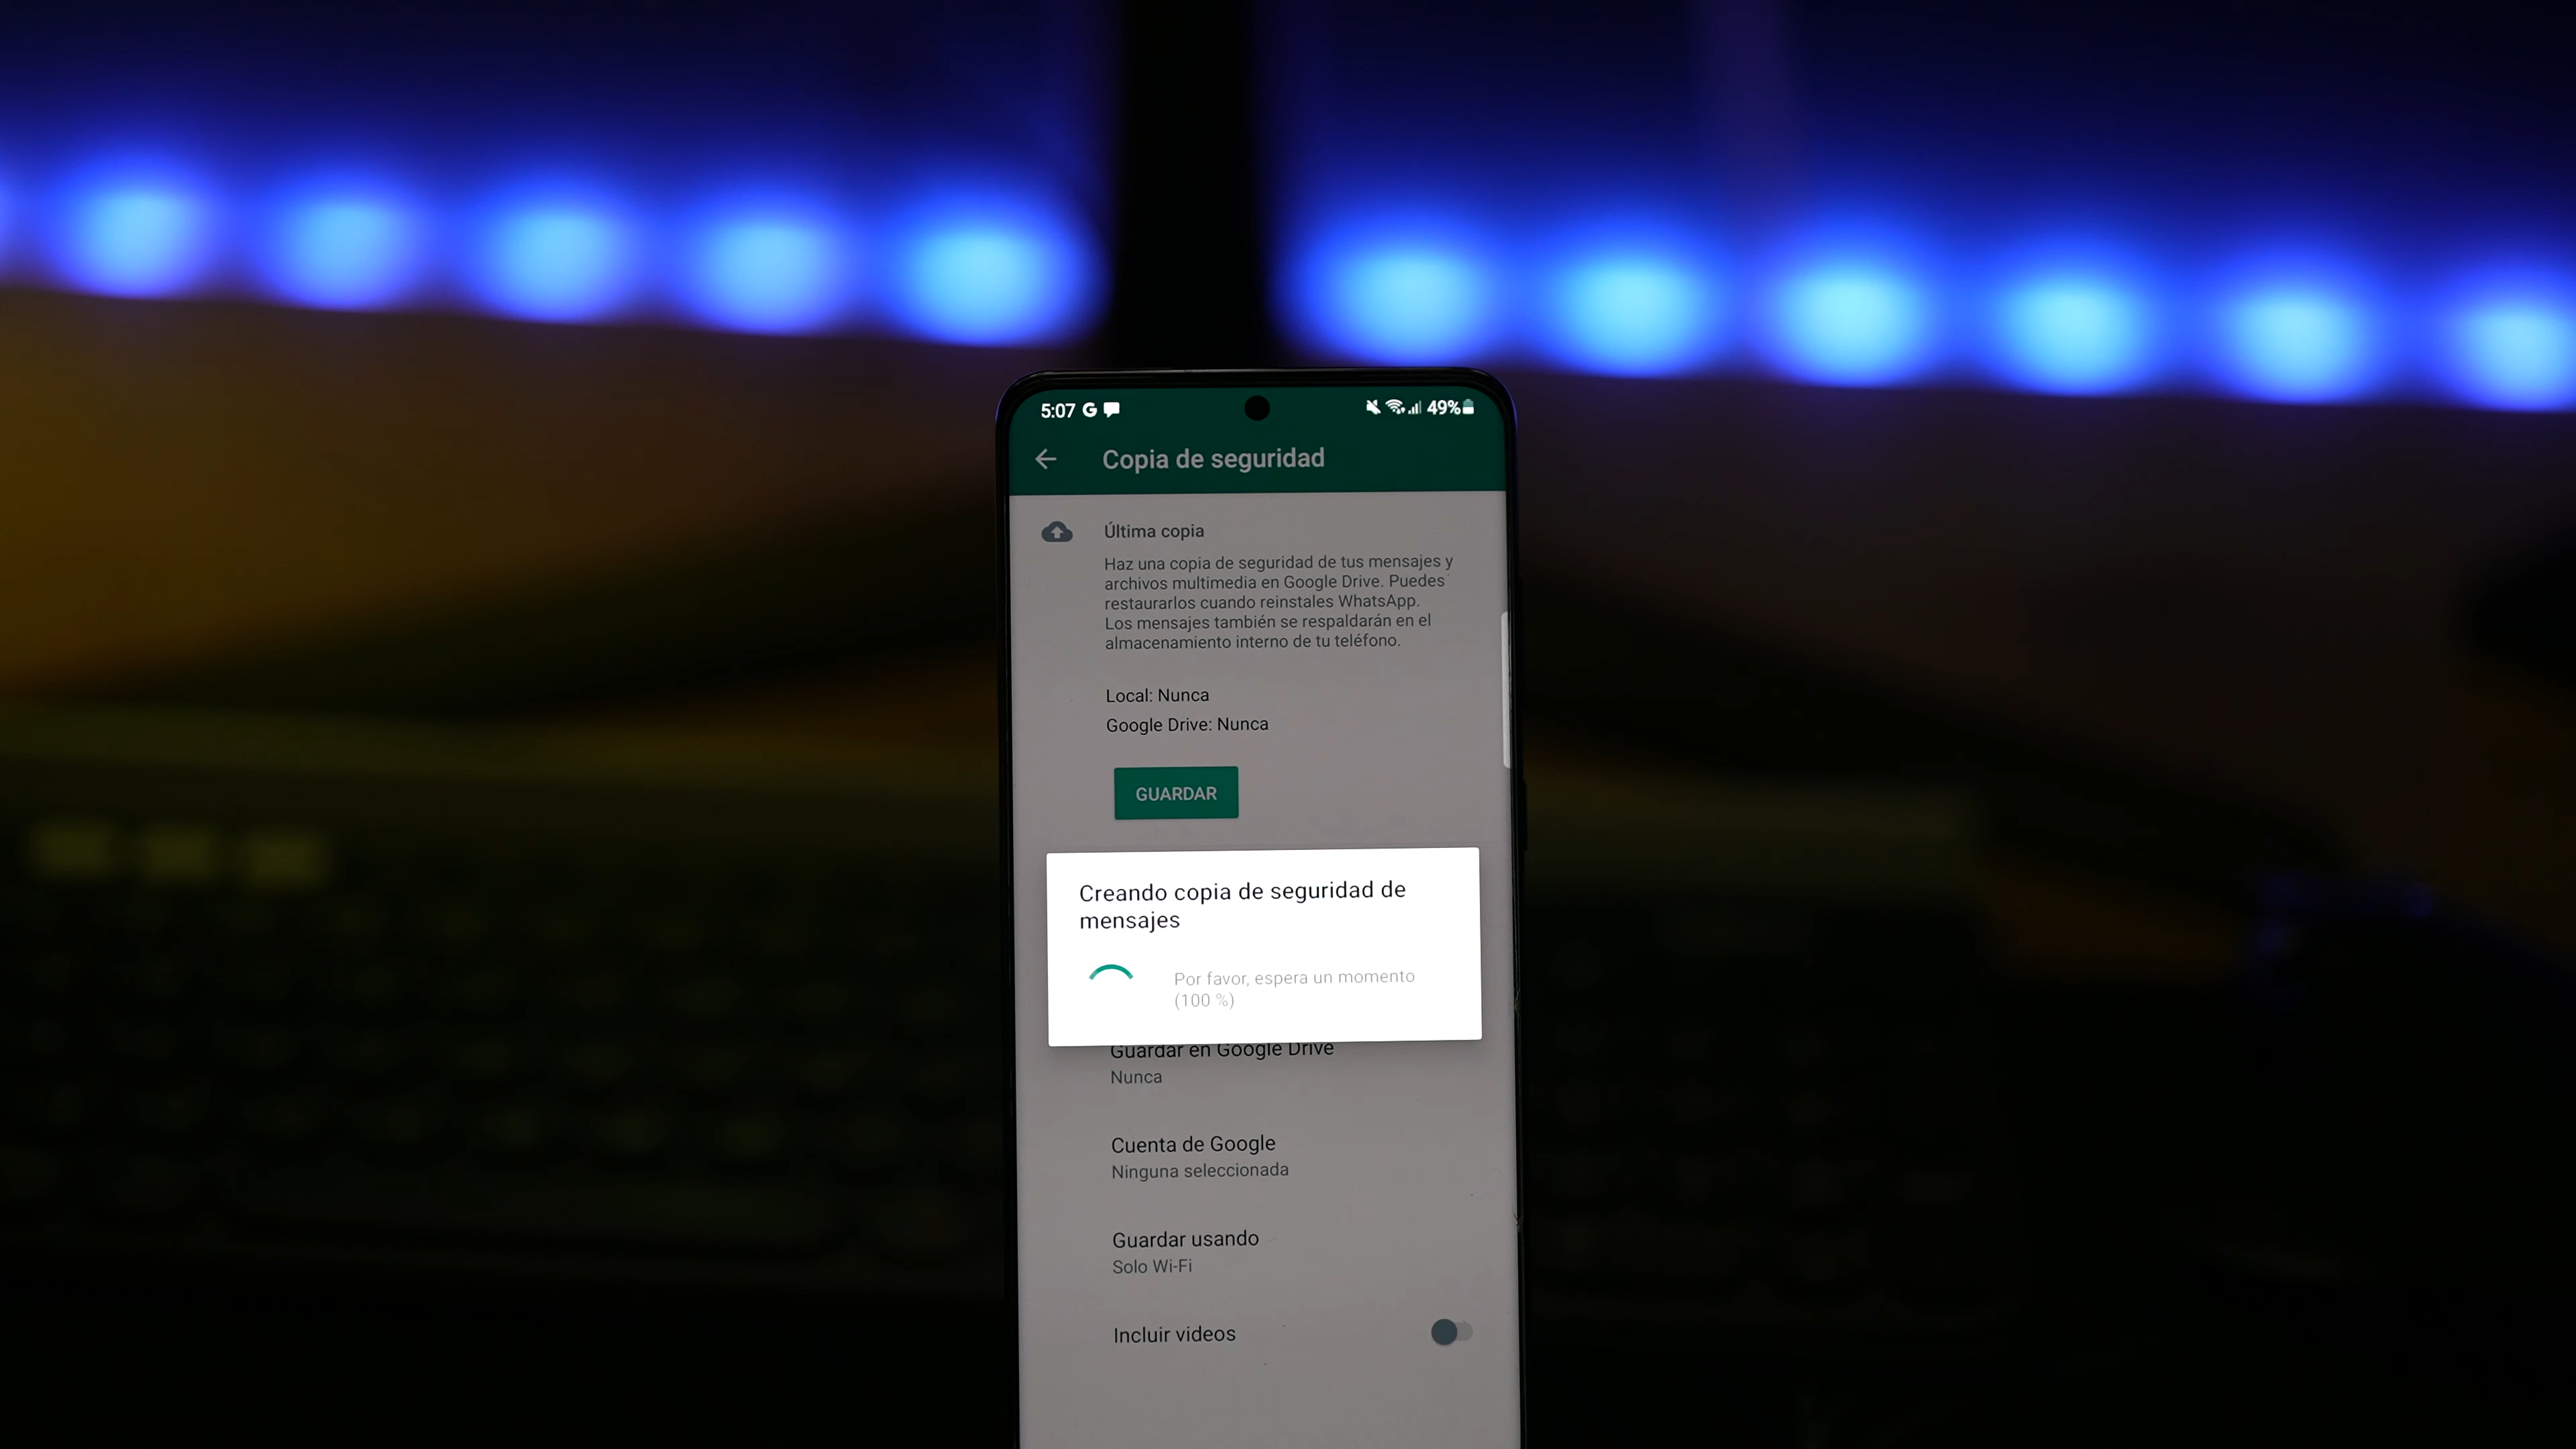 5:07 G
49%
Copia de seguridad
Última copia
Haz una copia de seguridad de tus mensajes y
archivos multimedia en Google Drive. Puedes
restaurarlos cuando reinstales WhatsApp.
Los mensajes también se respaldarán en el
almacenamiento interno de tu teléfono.
Local: Nunca
Google Drive: Nunca
GUARDAR
Creando copia de seguridad de
mensajes
Por favor, espera un momento
(100 %)
Guardar en Google Drive
Nunca
Cuenta de Google
Ninguna seleccionada
Guardar usando
Solo Wi-Fi
Incluir videos